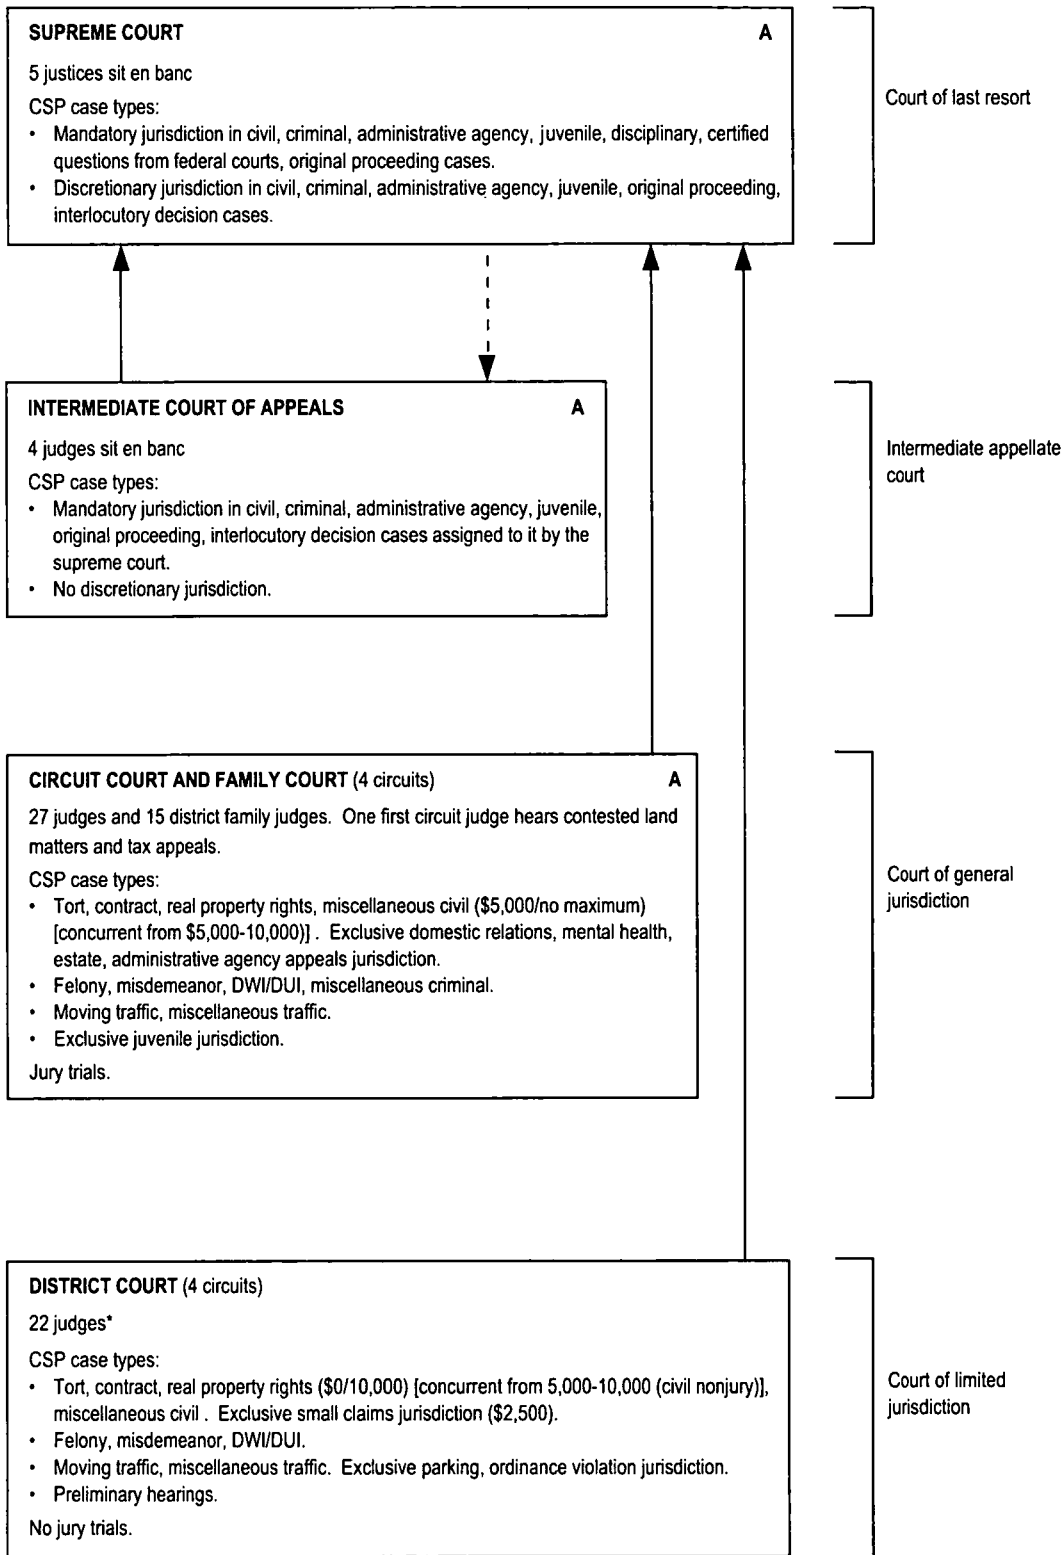 SUPREME COURT A
5 justices sit en banc
CSP case types:
• Mandatory jurisdiction in civil, criminal, administrative agency, juvenile, disciplinary, certified
questions from federal courts, original proceeding cases.
• Discretionary jurisdiction in civil, criminal, administrative agency, juvenile, original proceeding,
interlocutory decision cases.
Court of last resort
INTERMEDIATE COURT OF APPEALS A
4 judges sit en banc
CSP case types:
• Mandatory jurisdiction in civil, criminal, administrative agency, juvenile,
original proceeding, interlocutory decision cases assigned to it by the
supreme court.
• No discretionary jurisdiction.
Intermediate appellate
court
CIRCUIT COURT AND FAMILY COURT (4 circuits) A
27 judges and 15 district family judges. One first circuit judge hears contested land
matters and tax appeals.
CSP case types:
• Tort, contract, real property rights, miscellaneous civil ($5,000/no maximum)
[concurrent from $5,000-10,000)] . Exclusive domestic relations, mental health,
estate, administrative agency appeals jurisdiction.
• Felony, misdemeanor, DWI/DUI, miscellaneous criminal.
• Moving traffic, miscellaneous traffic.
• Exclusive juvenile jurisdiction.
Jury trials.
Court of general
jurisdiction
DISTRICT COURT (4 circuits)
22 judges*
CSP case types:
• Tort, contract, real property rights ($0/10,000) [concurrent from 5,000-10,000 (civil nonjury)],
miscellaneous civil . Exclusive small claims jurisdiction ($2,500).
• Felony, misdemeanor, DWI/DUI.
• Moving traffic, miscellaneous traffic. Exclusive parking, ordinance violation jurisdiction.
• Preliminary hearings.
No jury trials.
Court of limited
jurisdiction